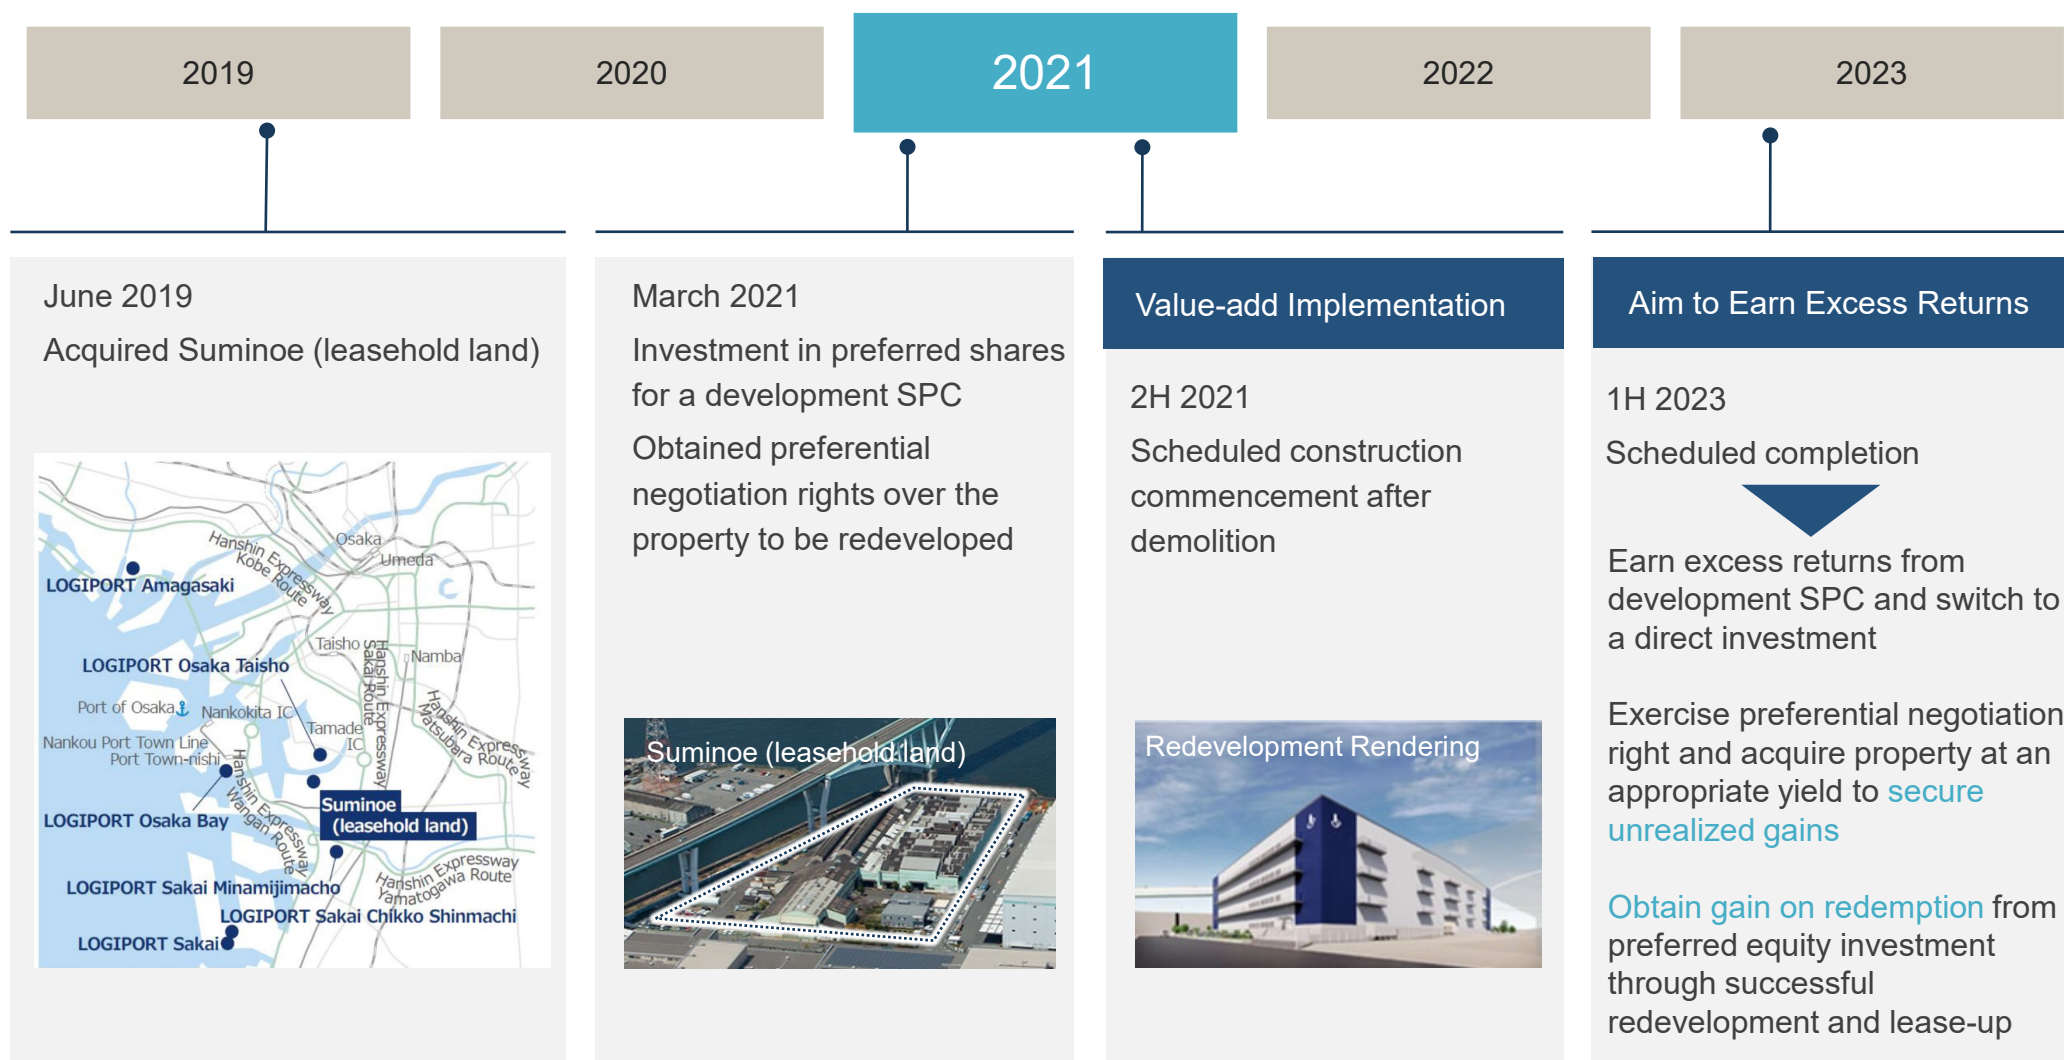 2019
2020
2021
2022
2023
June 2019
Acquired Suminoe (leasehold land)
Osaka
Umeda
Hanshin Expressway
Kobe Route
LOGIPORT Amagasaki
Taisho
Hanshin Expressway
Sakai Route
Namba
LOGIPORT Osaka Taisho
Port of Osaka
Nankokita IC
Tamade
IC
Hanshin Expressway
Matsubara Route
Nankou Port Town Line
Port Town-nishi
Hanshin Expressway
Wangan Route
Suminoe
(leasehold land)
LOGIPORT Osaka Bay
Hanshin Expressway
Yamatogawa Route
LOGIPORT Sakai Minamijimacho
LOGIPORT Sakai Chikko Shinmachi
LOGIPORT Sakai
March 2021
Investment in preferred shares
for a development SPC
Obtained preferential
negotiation rights over the
property to be redeveloped
Suminoe (leasehold land)
Value-add Implementation
2H 2021
Scheduled construction
commencement after
demolition
Redevelopment Rendering
Aim to Earn Excess Returns
1H 2023
Scheduled completion
Earn excess returns from
development SPC and switch to
a direct investment
Exercise preferential negotiation
right and acquire property at an
appropriate yield to secure
unrealized gains
Obtain gain on redemption from
preferred equity investment
through successful
redevelopment and lease-up